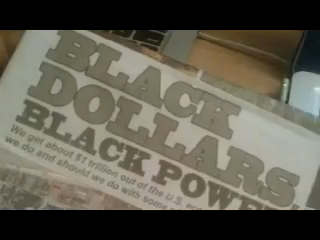 BLACK
DOLLARS,
BLACK POWER
We get about $1 trillion out of the U.S.
we do and should we do with some